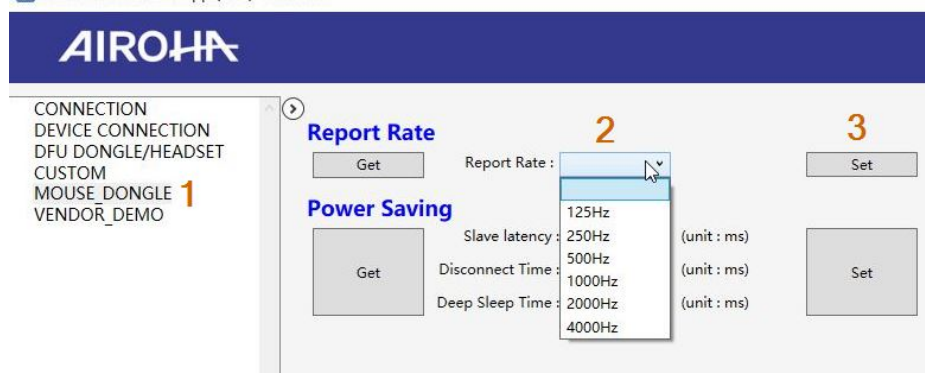 AIROHA
CONNECTION
DEVICE CONNECTION
DFU DONGLE/HEADSET
CUSTOM
MOUSE_DONGLE 1
VENDOR_DEMO
Report Rate
2
3
Get
Report Rate :
Set
125Hz
250Hz
500Hz
1000Hz
2000Hz
4000Hz
Power Saving
Get
Slave latency :
(unit : ms)
Disconnect Time :
(unit : ms)
Deep Sleep Time :
(unit : ms)
Set